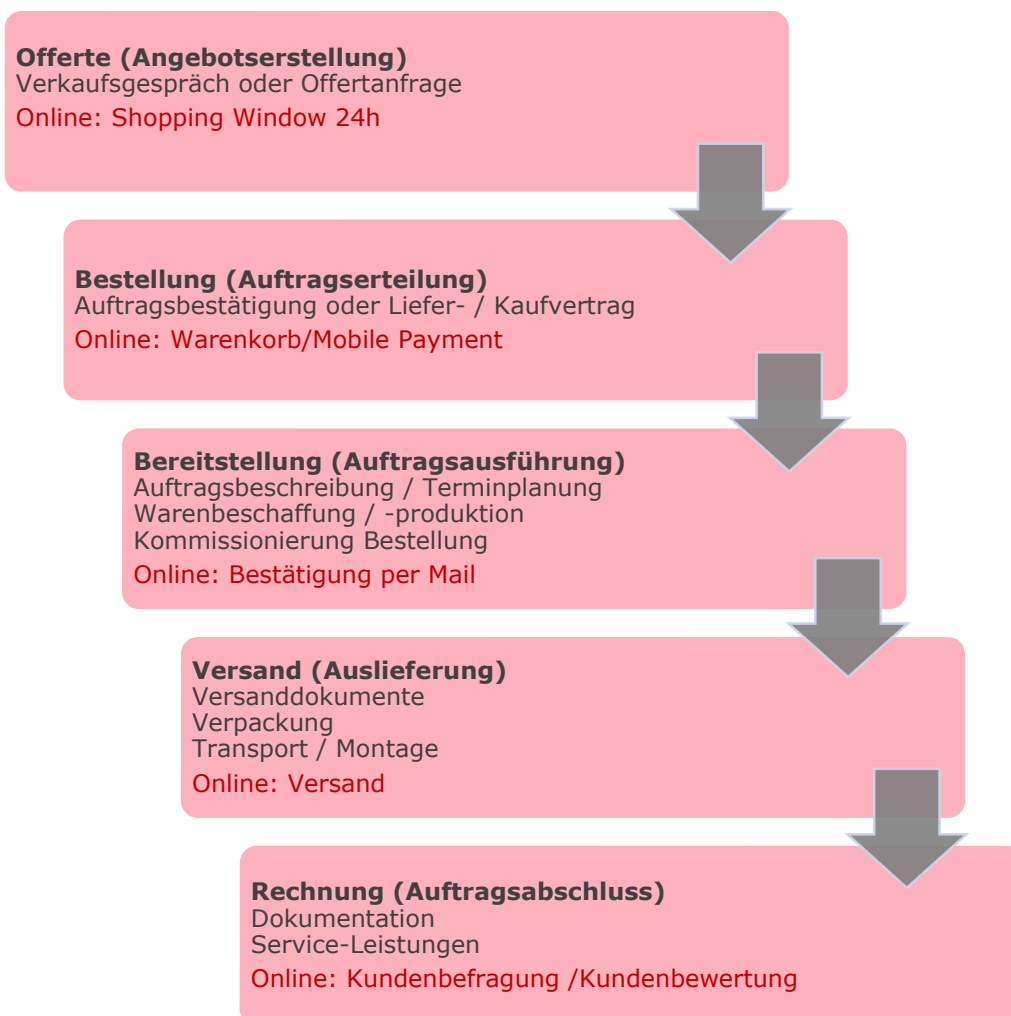 Offerte (Angebotserstellung)
Verkaufsgespräch oder Offertanfrage
Online: Shopping Window 24h
Bestellung (Auftragserteilung)
Auftragsbestätigung oder Liefer- / Kaufvertrag
Online: Warenkorb/Mobile Payment
Bereitstellung (Auftragsausführung)
Auftragsbeschreibung / Terminplanung
Warenbeschaffung / -produktion
Kommissionierung Bestellung
Online: Bestätigung per Mail
Versand (Auslieferung)
Versanddokumente
Verpackung
Transport / Montage
Online: Versand
Rechnung (Auftragsabschluss)
Dokumentation
Service-Leistungen
Online: Kundenbefragung /Kundenbewertung